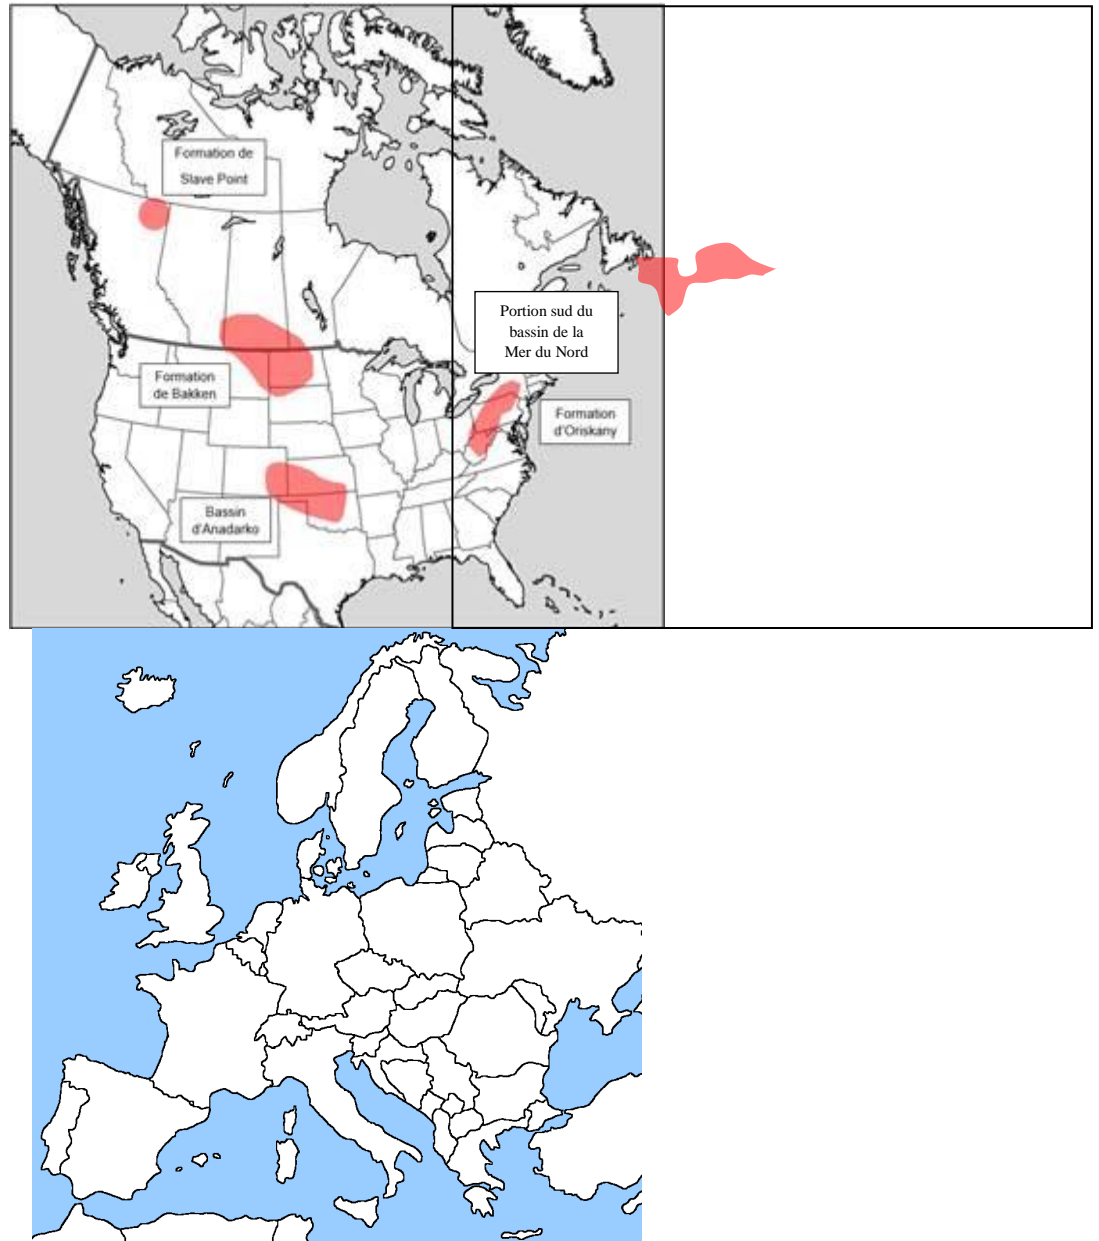 Formation de
Slave Point
Portion sud du
bassin de la
Mer du Nord
Formation
de Bakken
Formation
d'Oriskany
Bassin
d'Anadarko